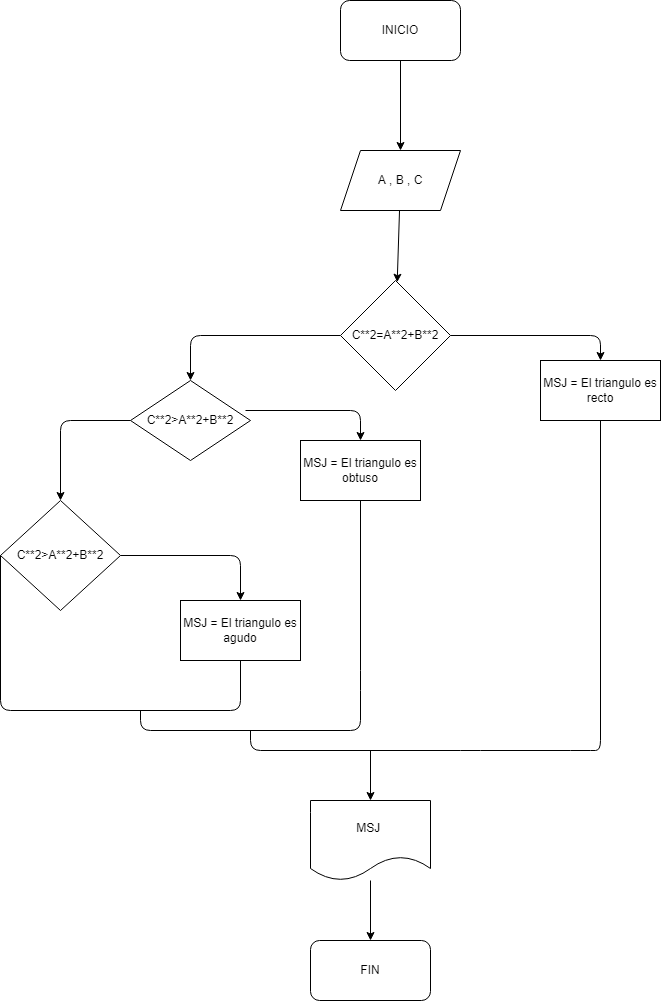 INICIO
A , B , C
C**2=A**2+B**2
MSJ = El triangulo es
recto
C**2>A**2+B**2
MSJ = El triangulo es
obtuso
C**2>A**2+B**2
MSJ = El triangulo es
agudo
MSJ
FIN